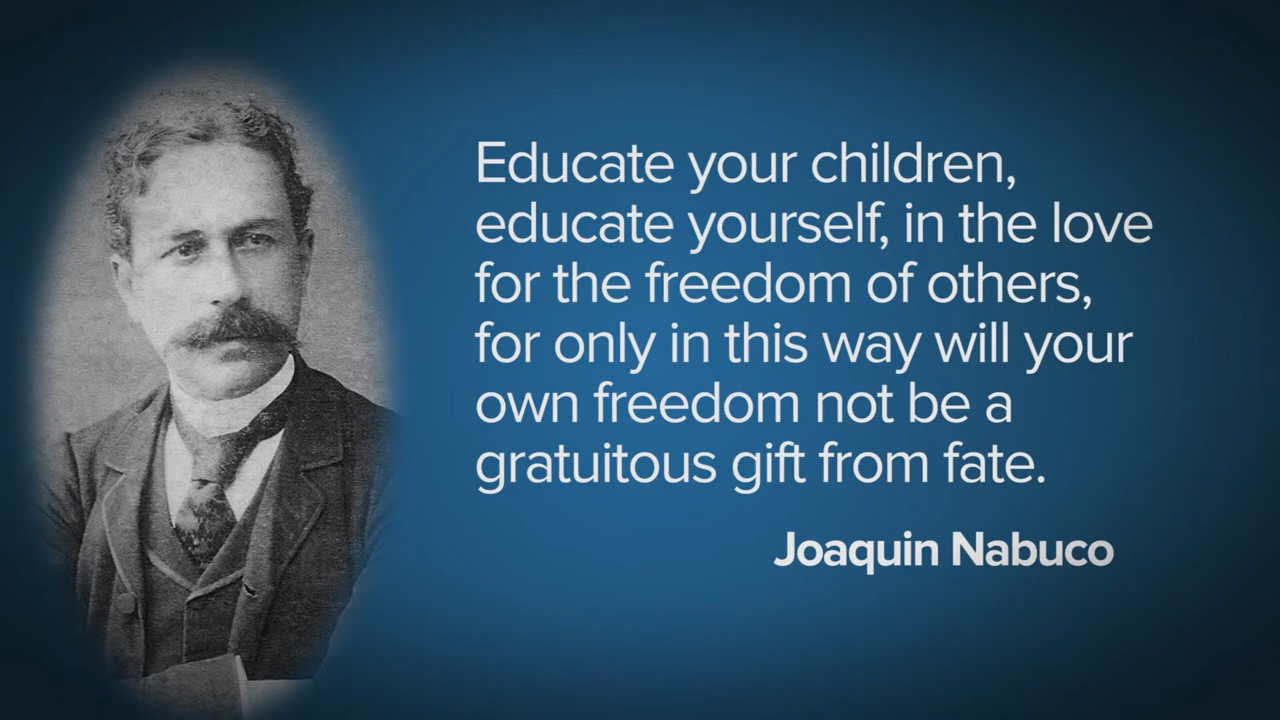 Educate your children,
educate yourself, in the love
for the freedom of others,
for only in this way will your
own freedom not be a
gratuitous gift from fate.
Joaquin Nabuco